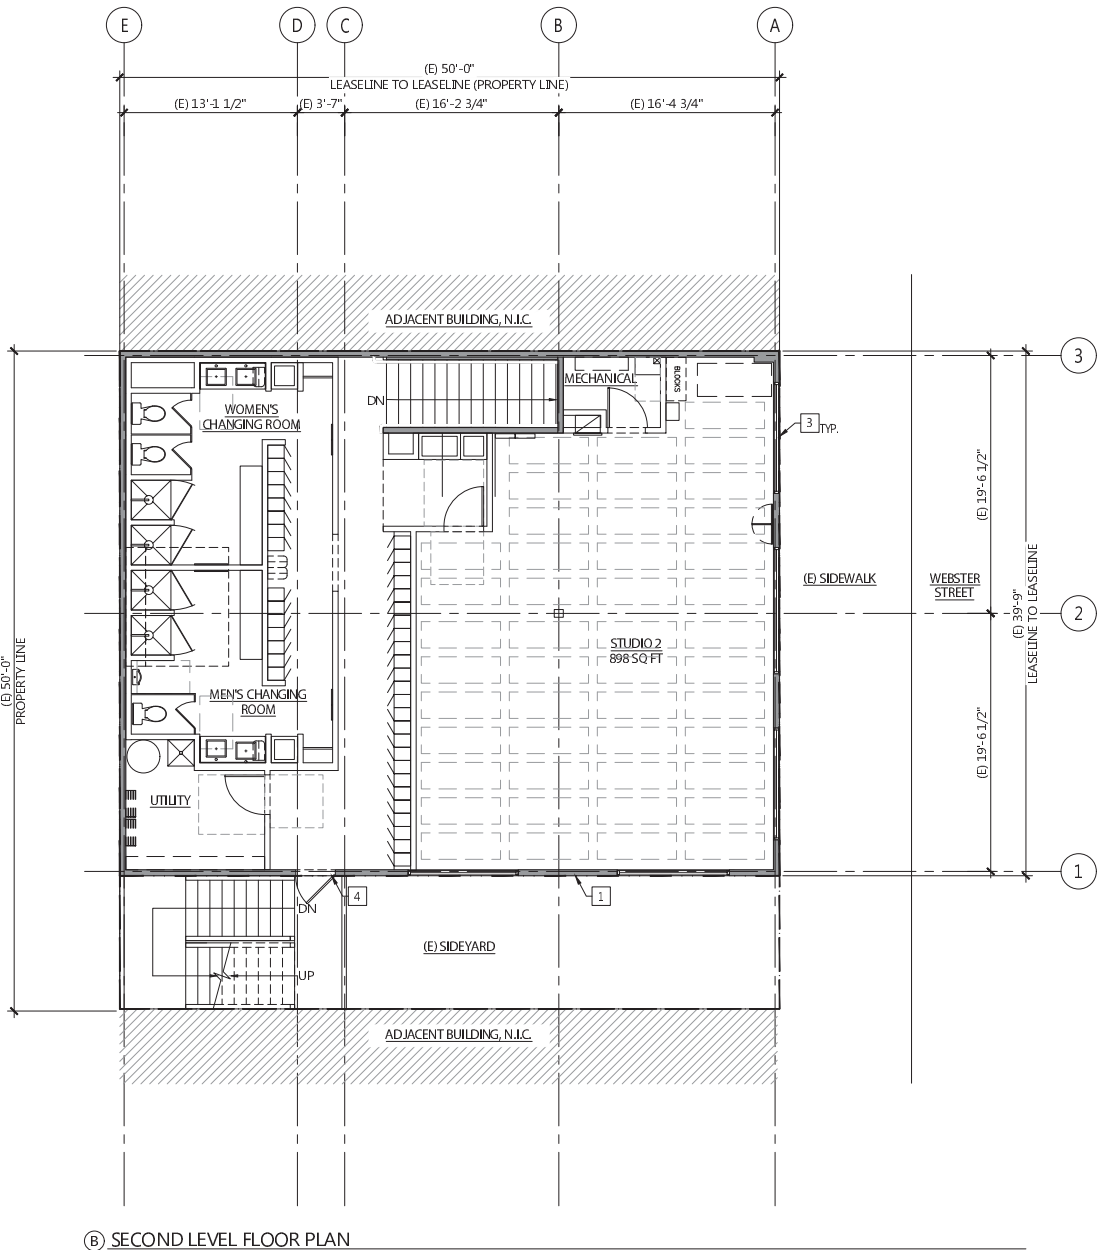 E D C B A
(E) 50'-0"
LEASELINE TO LEASELINE (PROPERTY LINE)
(E) 13'-1 1/2" (E) 3'-7" (E) 16'-2 3/4" (E) 16'-4 3/4"
ADJACENT BUILDING, N.I.C.
3
MECHANICAL
BLOCKS
DN
WOMEN'S
CHANGING ROOM
3 TYP.
(E) 19'-6 1/2"
(E) SIDEWALK
WEBSTER
STREET
2
(E) 39'-9"
LEASELINE TO LEASELINE
STUDIO 2
898 SQ FT
(E) 50'-0"
PROPERTY LINE
MEN'S CHANGING
ROOM
(E) 19'-6 1/2"
UTILITY
1
4
1
DN
(E) SIDEYARD
UP
ADJACENT BUILDING, N.I.C.
B SECOND LEVEL FLOOR PLAN